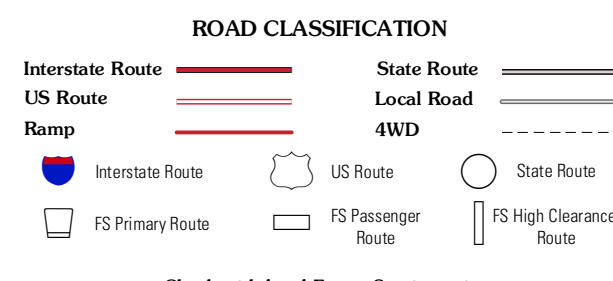 ROAD CLASSIFICATION
Interstate Route
State Route
US Route
Local Road
Ramp
4WD
Interstate Route
US Route
State Route
FS Primary Route
FS Passenger
Route
FS High Clearance
Route